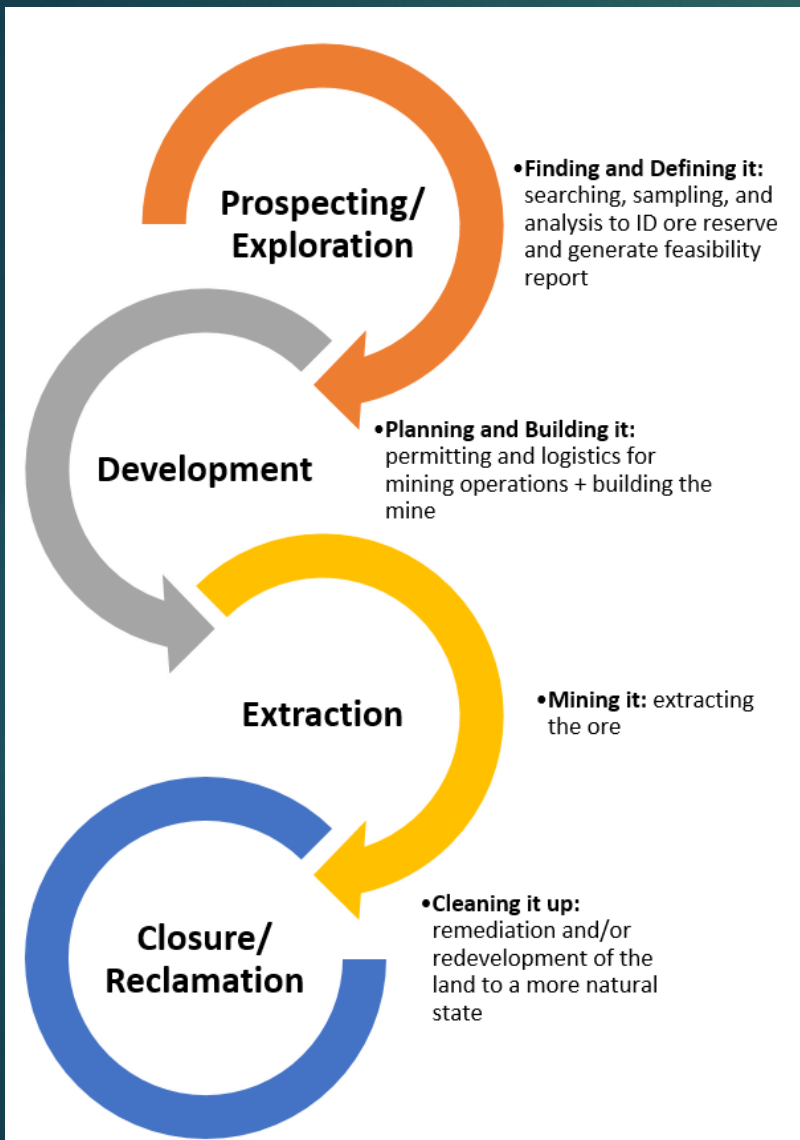 Prospecting/
Exploration
•Finding and Defining it:
searching, sampling, and
analysis to ID ore reserve
and generate feasibility
report
Development
•Planning and Building it:
permitting and logistics for
mining operations + building the
mine
Extraction
•Mining it: extracting
the ore
Closure/
Reclamation
•Cleaning it up:
remediation and/or
redevelopment of the
land to a more natural
state